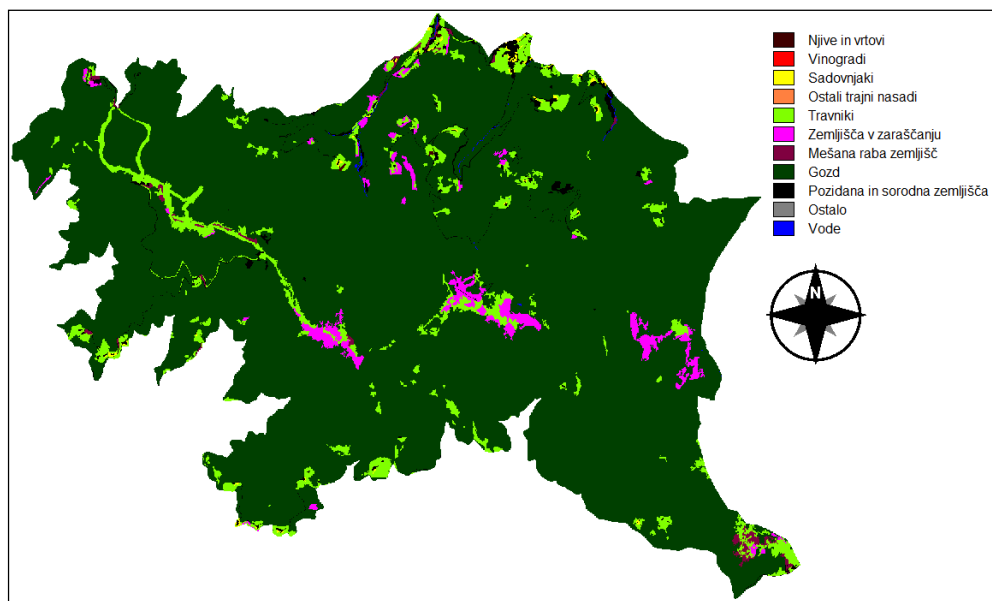 Njive in vrtovi
Vinogradi
Sadovnjaki
Ostali trajni nasadi
Travniki
Zemljišča v zaraščanju
Mešana raba zemljišč
Gozd
Pozidana in sorodna zemljišča
Ostalo
Vode
N